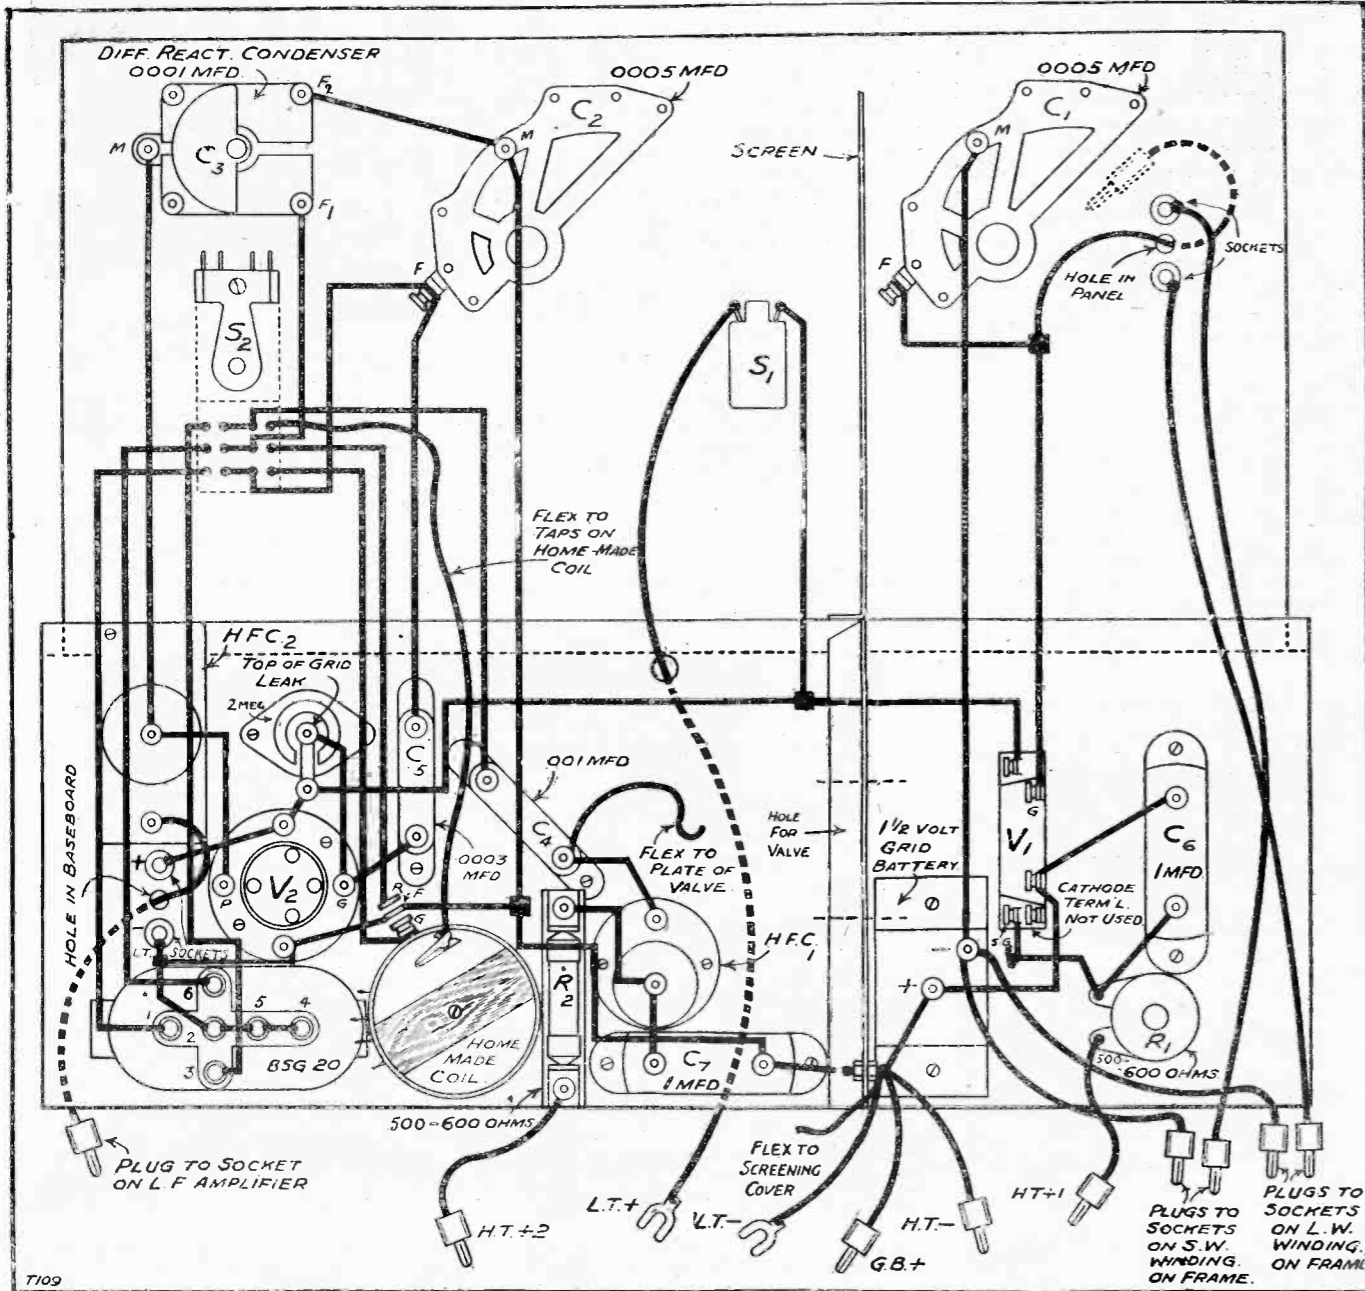 DIFF. REACT. CONDENSER
0001 MFD.
F2
M
C3
F1
0005 MFD
C2
M
F
SCREEN
0005 MFD
C1
M
F
SOCKETS
HOLE IN
PANEL
S2
S1
FLEX TO
TAPS ON
HOME-MADE
COIL
H.F.C.2
TOP OF GRID
LEAK
2 MEG
C5
.001 MFD
C4
.0003
MFD
FLEX TO
PLATE OF
VALVE
HOLE
FOR
VALVE
1½ VOLT
GRID
BATTERY
G
V1
CATHODE
TERM'L.
NOT USED
S.G
C6
1 MFD
HOLE IN BASEBOARD
+
-
L.T.
SOCKETS
P
V2
G
R.F
G
H.F.C.
1
R2
-
+
R1
500-
600 OHMS
1
6
2
5
4
3
BSG 20
HOME
MADE
COIL
C7
1 MFD
500-600 OHMS
PLUG TO SOCKET
ON L.F AMPLIFIER
H.T.+2
L.T.+
L.T.-
FLEX TO
SCREENING
COVER
G.B.+
H.T.-
HT+1
PLUGS TO
SOCKETS
ON S.W.
WINDING.
ON FRAME.
PLUGS TO
SOCKETS
ON L.W.
WINDING.
ON FRAME
T109